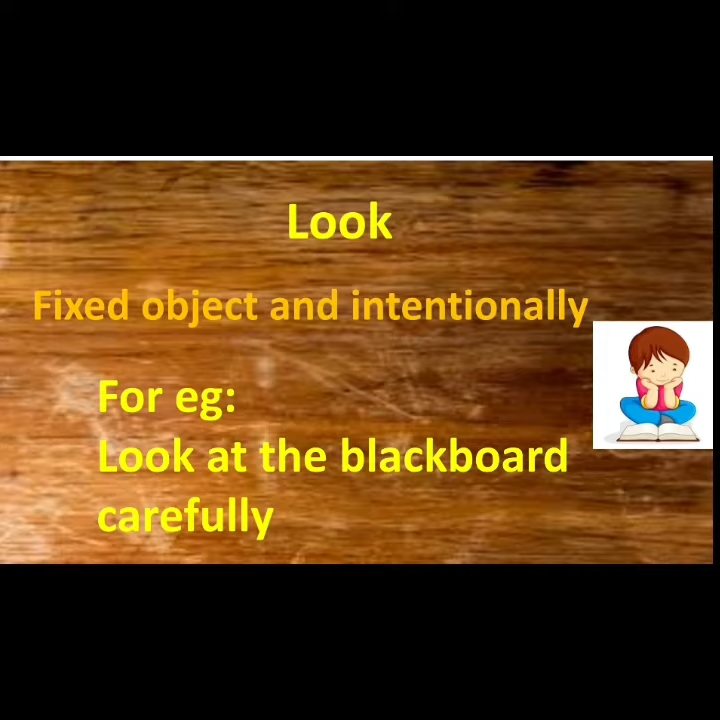 Look
Fixed object and intentionally
For eg:
Look at the blackboard
carefully